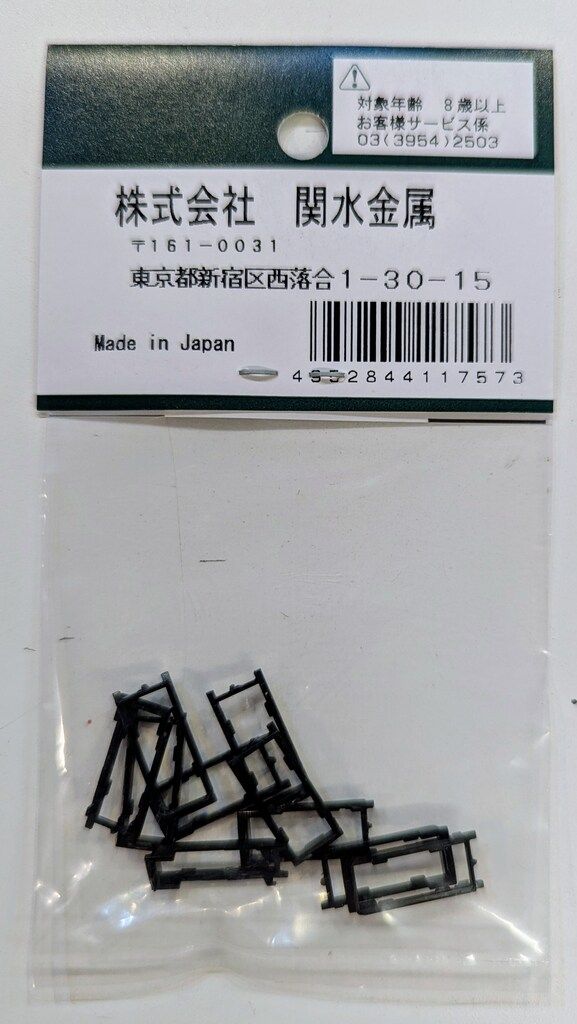 対象年齢 8歳以上
お客様サービス係
03(3954)2503
株式会社 関水金属
〒161-0031
東京都新宿区西落合1-30-15
Made in Japan
4952844117573